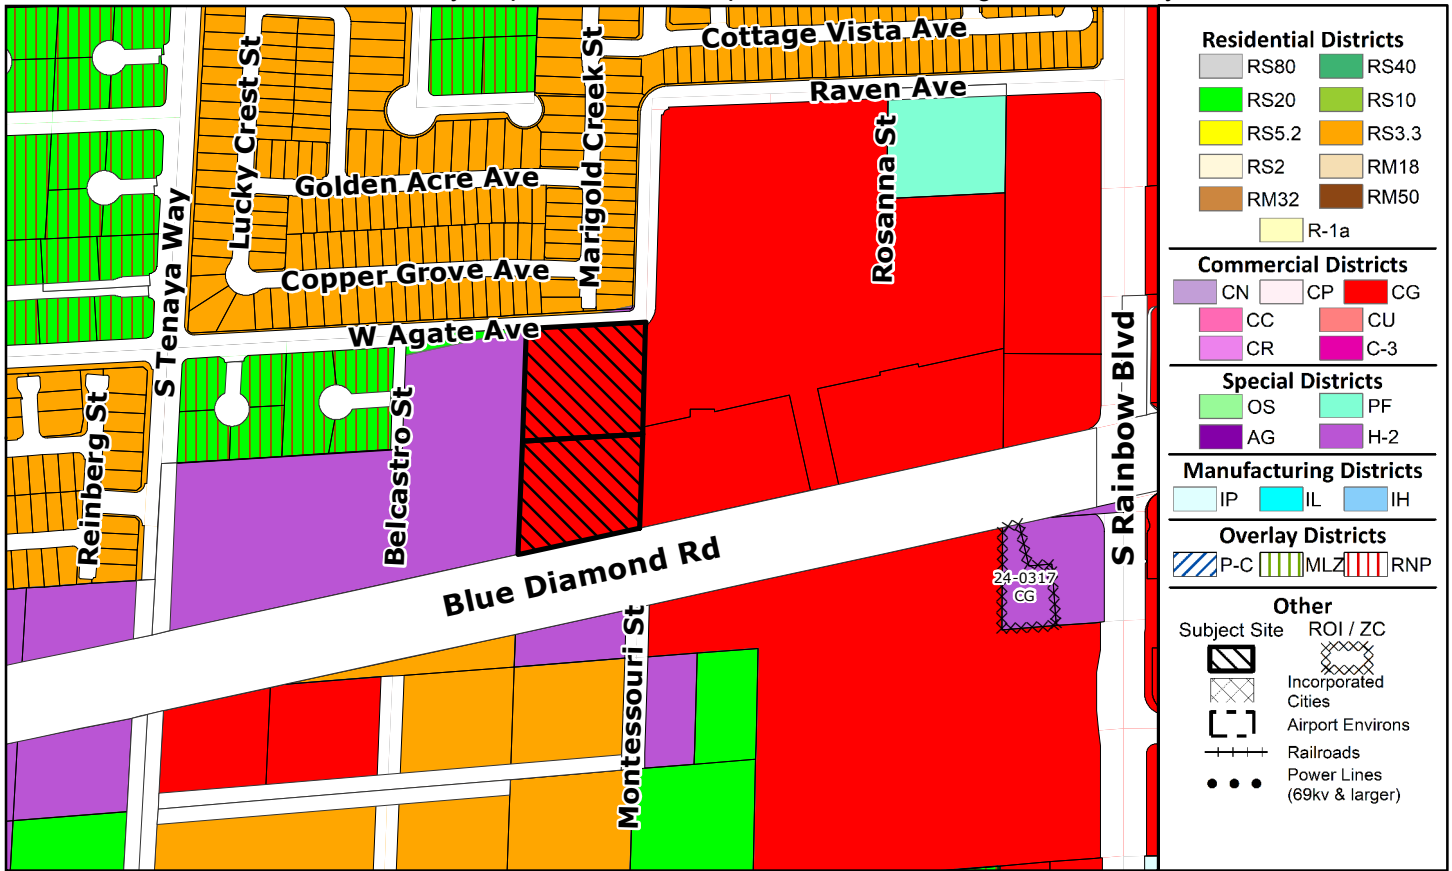 Cottage Vista Ave
Raven Ave
Lucky Crest St
Marigold Creek St
Rosanna St
Golden Acre Ave
S Tenaya Way
Copper Grove Ave
W Agate Ave
S Rainbow Blvd
Reinberg St
Belcastro St
Blue Diamond Rd
24-0317
CG
Montessouri St
Residential Districts
RS80 RS40
RS20 RS10
RS5.2 RS3.3
RS2 RM18
RM32 RM50
R-1a
Commercial Districts
CN CP CG
CC CU
CR C-3
Special Districts
OS PF
AG H-2
Manufacturing Districts
IP IL IH
Overlay Districts
P-C MLZ RNP
Other
Subject Site ROI / ZC
Incorporated
Cities
Airport Environs
Railroads
Power Lines
(69kv & larger)